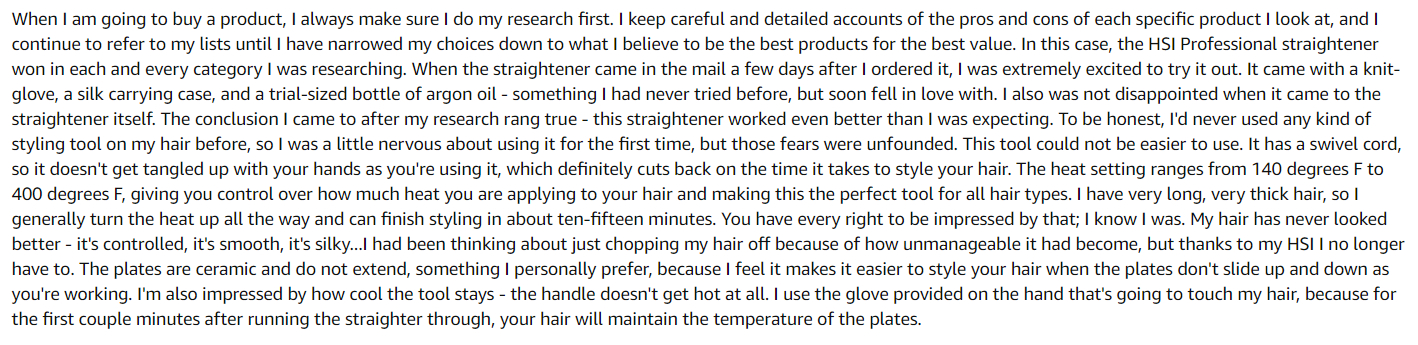 When I am going to buy a product, I always make sure I do my research first. I keep careful and detailed accounts of the pros and cons of each specific product I look at, and I
continue to refer to my lists until I have narrowed my choices down to what I believe to be the best products for the best value. In this case, the HSI Professional straightener
won in each and every category I was researching. When the straightener came in the mail a few days after I ordered it, I was extremely excited to try it out. It came with a knit-
glove, a silk carrying case, and a trial-sized bottle of argon oil - something I had never tried before, but soon fell in love with. I also was not disappointed when it came to the
straightener itself. The conclusion I came to after my research rang true - this straightener worked even better than I was expecting. To be honest, I'd never used any kind of
styling tool on my hair before, so I was a little nervous about using it for the first time, but those fears were unfounded. This tool could not be easier to use. It has a swivel cord,
so it doesn't get tangled up with your hands as you're using it, which definitely cuts back on the time it takes to style your hair. The heat setting ranges from 140 degrees F to
400 degrees F, giving you control over how much heat you are applying to your hair and making this the perfect tool for all hair types. I have very long, very thick hair, so I
generally turn the heat up all the way and can finish styling in about ten-fifteen minutes. You have every right to be impressed by that; I know I was. My hair has never looked
better - it's controlled, it's smooth, it's silky...I had been thinking about just chopping my hair off because of how unmanageable it had become, but thanks to my HSI I no longer
have to. The plates are ceramic and do not extend, something I personally prefer, because I feel it makes it easier to style your hair when the plates don't slide up and down as
you're working. I'm also impressed by how cool the tool stays - the handle doesn't get hot at all. I use the glove provided on the hand that's going to touch my hair, because for
the first couple minutes after running the straighter through, your hair will maintain the temperature of the plates.